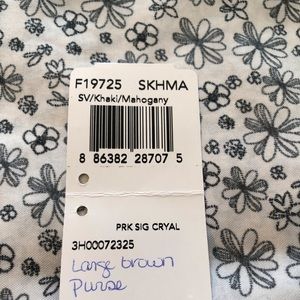 F19725 SKHMA
SV/Khaki/Mahogany
8 86382 28707 5
PRK SIG CRYAL
3H00072325
Large brown
Purse